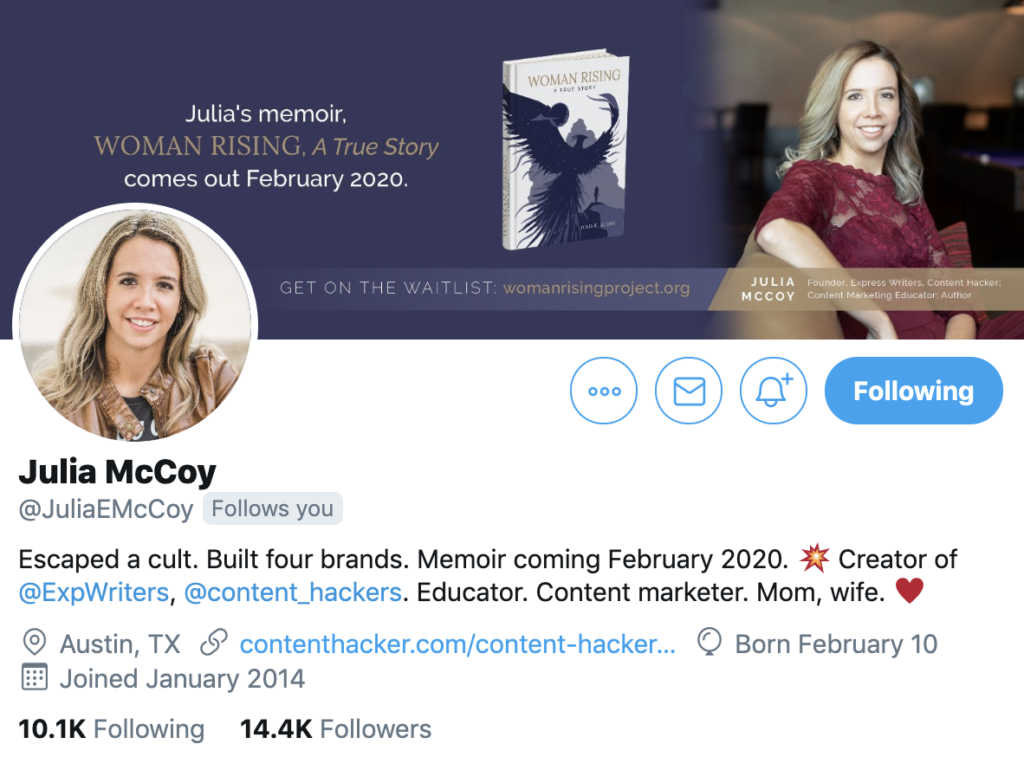 Julia's memoir,
WOMAN RISING, A True Story
comes out February 2020.
WOMAN RISING
A TRUE STORY
GET ON THE WAITLIST: womanrisingproject.org
JULIA
MCCOY
Founder, Express Writers, Content Hacker;
Content Marketing Educator; Author
Following
Julia McCoy
@JuliaEMcCoy Follows you
Escaped a cult. Built four brands. Memoir coming February 2020. 💥 Creator of
@ExpWriters, @content_hackers. Educator. Content marketer. Mom, wife. ♥️
Austin, TX contenthacker.com/content-hacker... Born February 10
Joined January 2014
10.1K Following 14.4K Followers